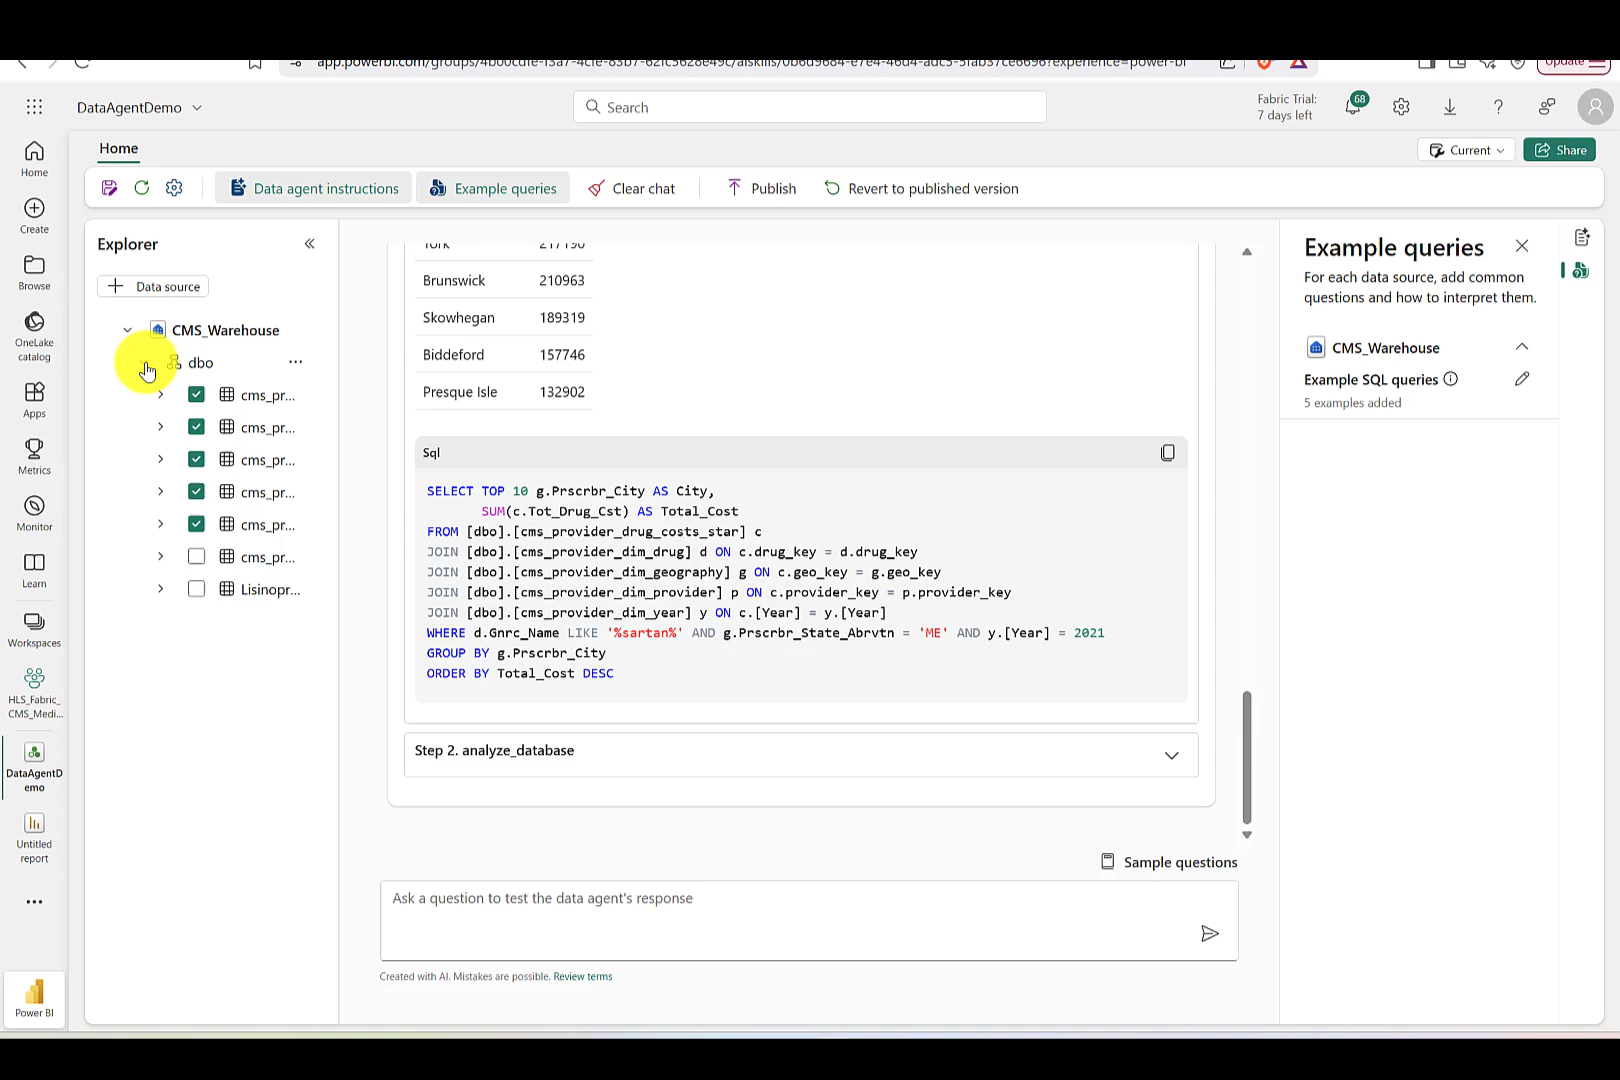 DataAgentDemo
Search
Fabric Trial:
7 days left
68
Update
Home
Current
Share
Data agent instructions
Example queries
Clear chat
Publish
Revert to published version
Home
Create
Browse
OneLake
catalog
Apps
Metrics
Monitor
Learn
Workspaces
HLS_Fabric_
CMS_Medi...
DataAgentD
emo
Untitled
report
Power BI
Explorer
Data source
CMS_Warehouse
dbo
cms_pr...
cms_pr...
cms_pr...
cms_pr...
cms_pr...
cms_pr...
Lisinopr...
York 217190
Brunswick 210963
Skowhegan 189319
Biddeford 157746
Presque Isle 132902
Sql
SELECT TOP 10 g.Prscrbr_City AS City,
SUM(c.Tot_Drug_Cst) AS Total_Cost
FROM [dbo].[cms_provider_drug_costs_star] c
JOIN [dbo].[cms_provider_dim_drug] d ON c.drug_key = d.drug_key
JOIN [dbo].[cms_provider_dim_geography] g ON c.geo_key = g.geo_key
JOIN [dbo].[cms_provider_dim_provider] p ON c.provider_key = p.provider_key
JOIN [dbo].[cms_provider_dim_year] y ON c.[Year] = y.[Year]
WHERE d.Gnrc_Name LIKE '%sartan%' AND g.Prscrbr_State_Abrvtn = 'ME' AND y.[Year] = 2021
GROUP BY g.Prscrbr_City
ORDER BY Total_Cost DESC
Step 2. analyze_database
Sample questions
Ask a question to test the data agent's response
Created with AI. Mistakes are possible. Review terms
Example queries
For each data source, add common
questions and how to interpret them.
CMS_Warehouse
Example SQL queries
5 examples added